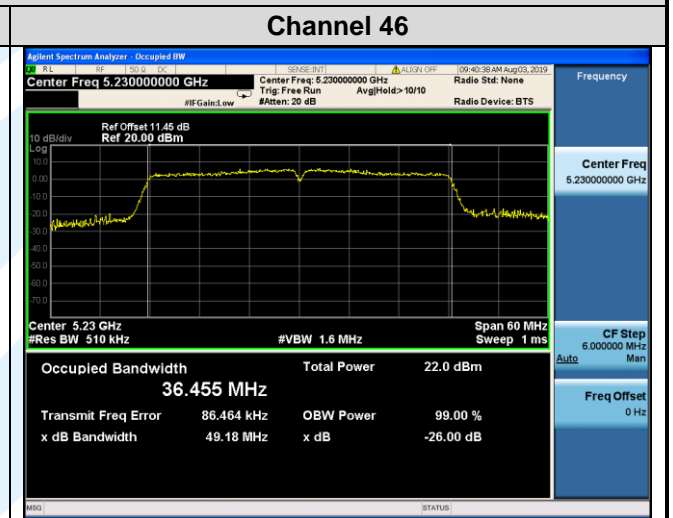 Channel 46
Agilent Spectrum Analyzer - Occupied BW
RL RF 50 Ω DC SENSE:INT ALIGN OFF 09:40:38 AM Aug 03, 2019
Center Freq 5.230000000 GHz Center Freq: 5.230000000 GHz Radio Std: None Frequency
Trig: Free Run Avg|Hold:>10/10
#IFGain:Low #Atten: 20 dB Radio Device: BTS
Ref Offset 11.45 dB
10 dB/div Ref 20.00 dBm
Log
10.0
0.00
-10.0
-20.0
-30.0
-40.0
-50.0
-60.0
-70.0
Center Freq
5.230000000 GHz
Center 5.23 GHz Span 60 MHz
#Res BW 510 kHz #VBW 1.6 MHz Sweep 1 ms
CF Step
6.000000 MHz
Auto Man
Occupied Bandwidth Total Power 22.0 dBm
36.455 MHz
Freq Offset
0 Hz
Transmit Freq Error 86.464 kHz OBW Power 99.00 %
x dB Bandwidth 49.18 MHz x dB -26.00 dB
MSG STATUS